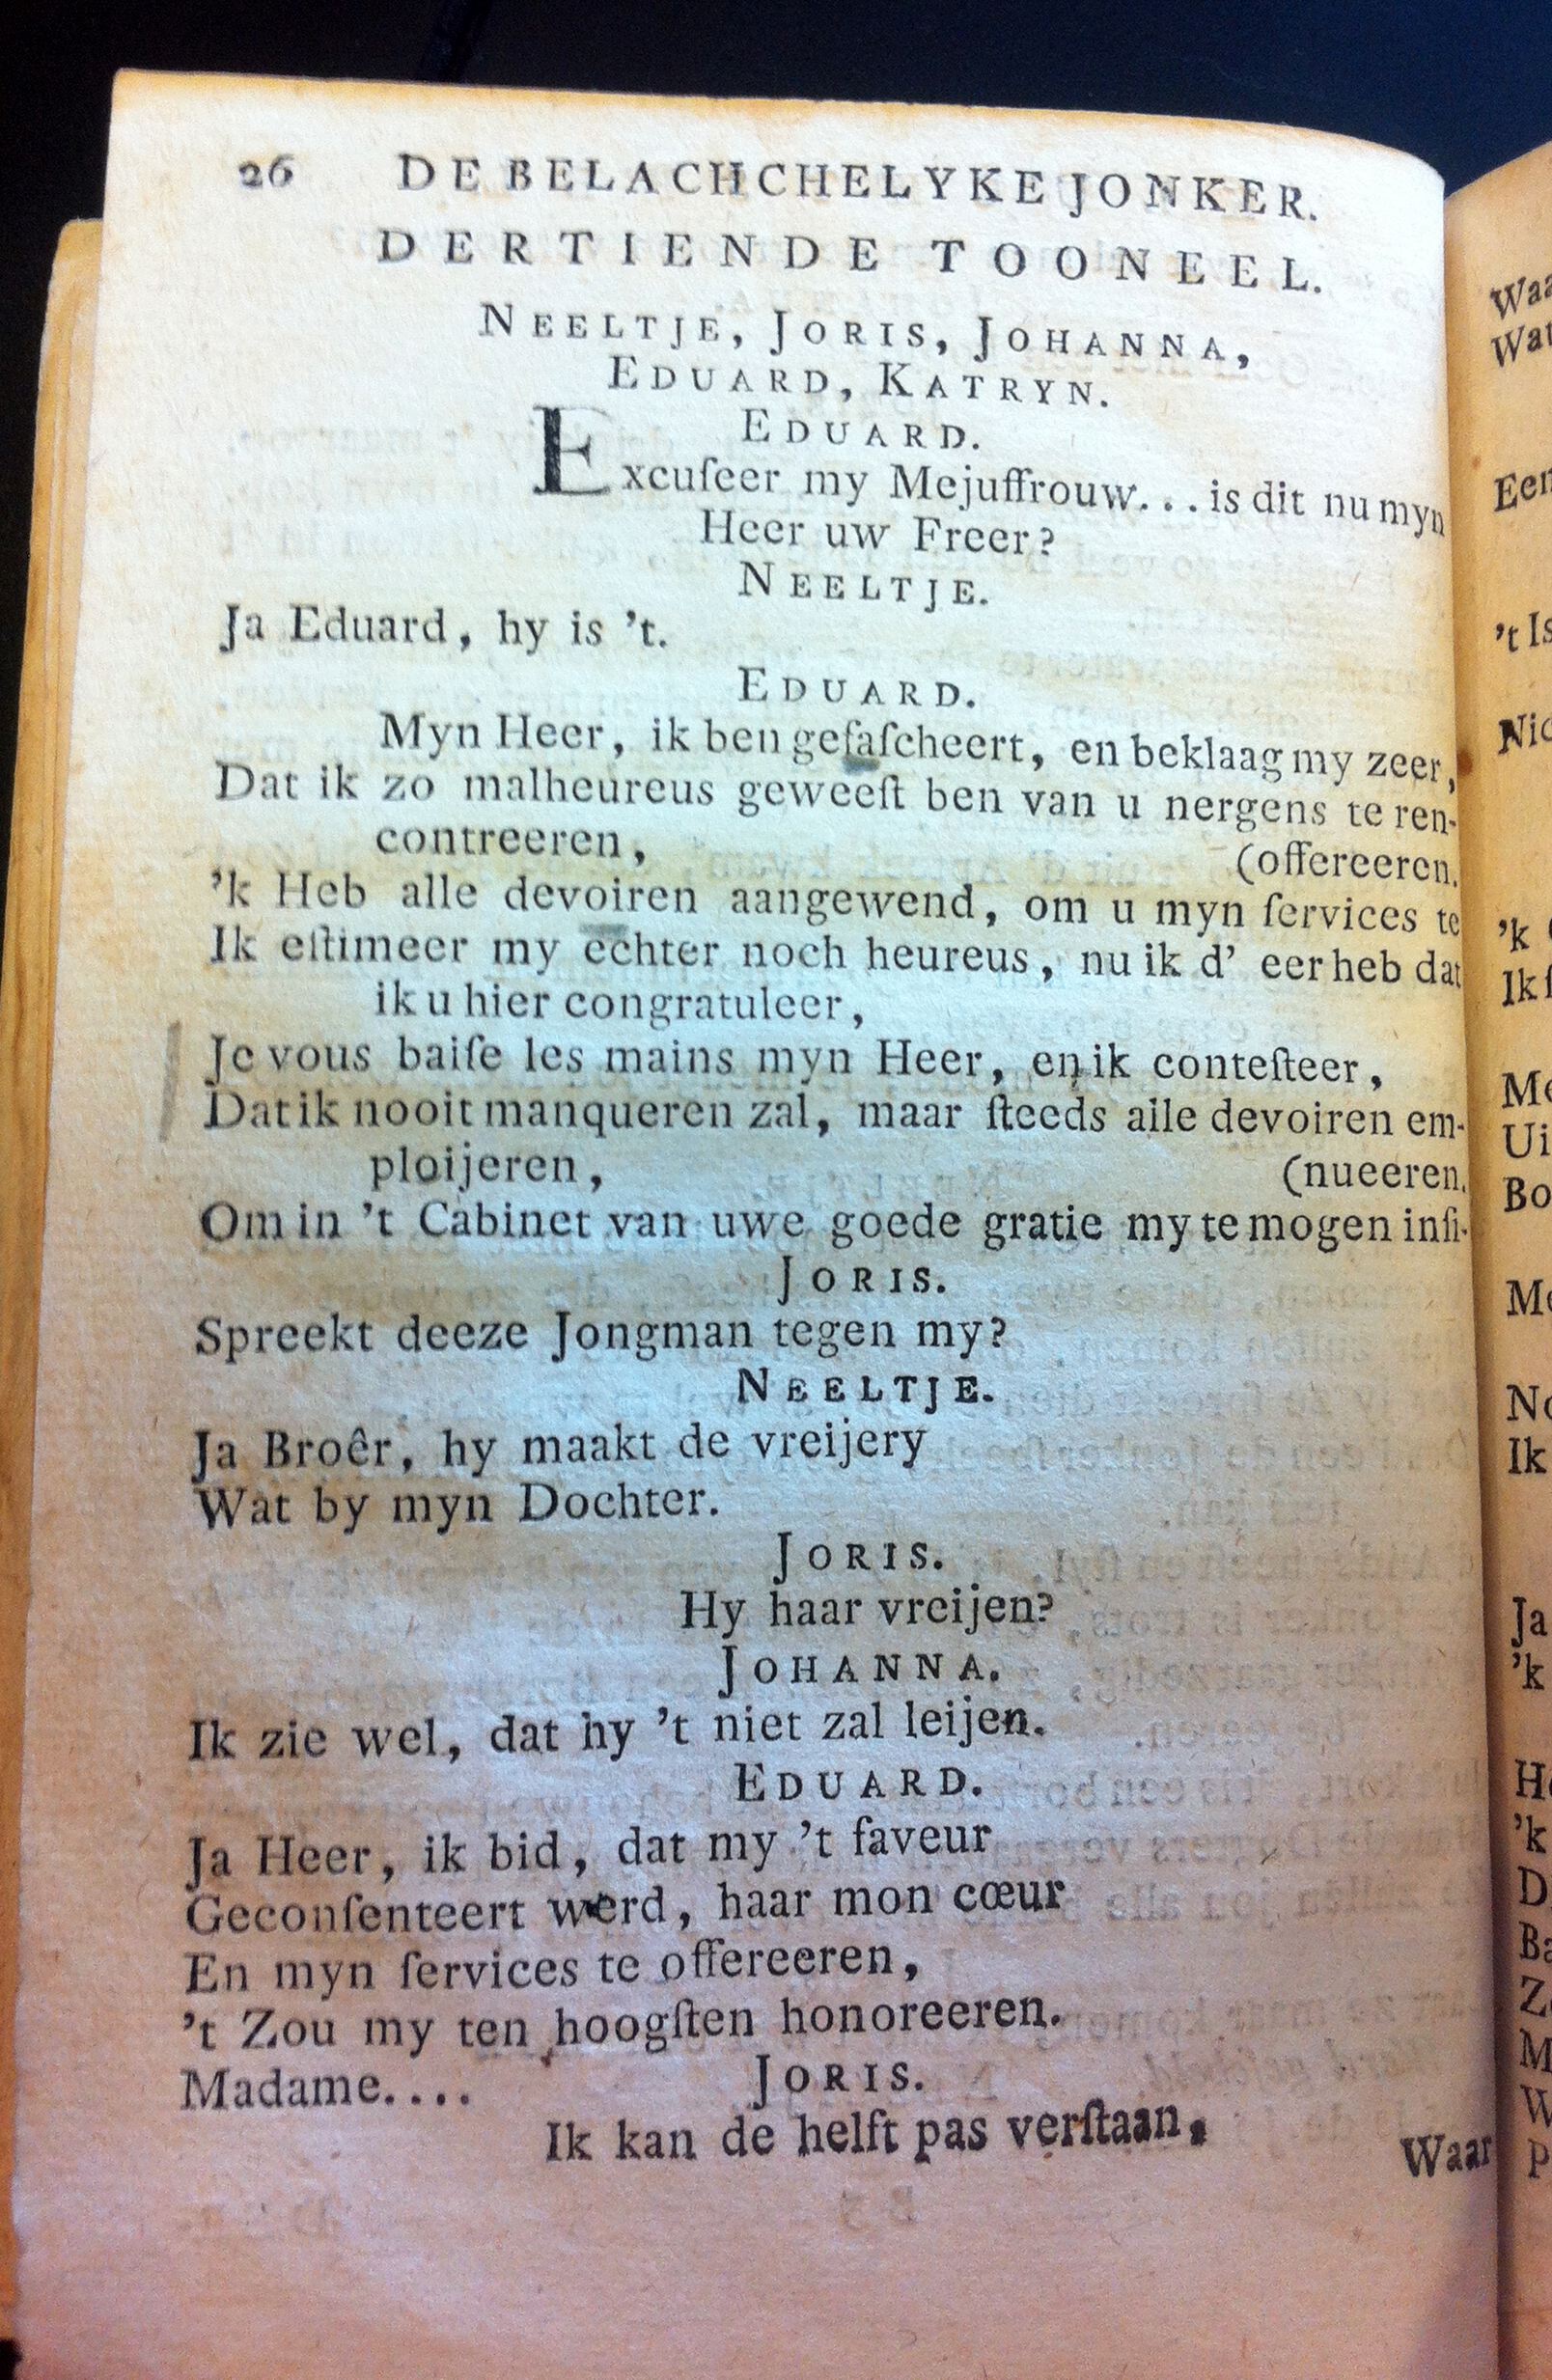 26 DE BELACHCHELYKE JONKER.
DERTIENDE TOONEEL.
NEELTJE, JORIS, JOHANNA,
EDUARD, KATRYN.
EDUARD.
Excuſeer my Mejuffrouw... is dit nu myn
Heer uw Freer?
NEELTJE.
Ja Eduard, hy is 't.
EDUARD.
Myn Heer, ik ben gefaſcheert, en beklaag my zeer,
Dat ik zo malheureus geweeſt ben van u nergens te ren-
contreeren, (offereeren.
'k Heb alle devoiren aangewend, om u myn ſervices te
Ik eſtimeer my echter noch heureus, nu ik d' eer heb dat
ik u hier congratuleer,
Je vous baiſe les mains myn Heer, en ik conteſteer,
Dat ik nooit manqueren zal, maar ſteeds alle devoiren em-
ploijeren, (nueeren.
Om in 't Cabinet van uwe goede gratie my te mogen inſi-
JORIS.
Spreekt deeze Jongman tegen my?
NEELTJE.
Ja Broêr, hy maakt de vreijery
Wat by myn Dochter.
JORIS.
Hy haar vreijen?
JOHANNA.
Ik zie wel, dat hy 't niet zal leijen.
EDUARD.
Ja Heer, ik bid, dat my 't faveur
Geconſenteert werd, haar mon cœur
En myn ſervices te offereeren,
't Zou my ten hoogſten honoreeren.
Madame.... JORIS.
Ik kan de helft pas verſtaan,
Waar